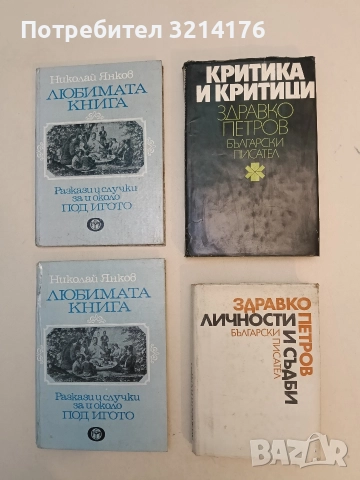 Потребител 3214176
Николай Янков
ЛЮБИМАТА
КНИГА
Разкази и случки
за и около
ПОД ИГОТО
КРИТИКА
И КРИТИЦИ
ЗДРАВКО
ПЕТРОВ
БЪЛГАРСКИ
ПИСАТЕЛ
Николай Янков
ЛЮБИМАТА
КНИГА
Разкази и случки
за и около
ПОД ИГОТО
ЗДРАВКО
ПЕТРОВ
ЛИЧНОСТИ
И СЪДБИ
БЪЛГАРСКИ
ПИСАТЕЛ
BAZAR